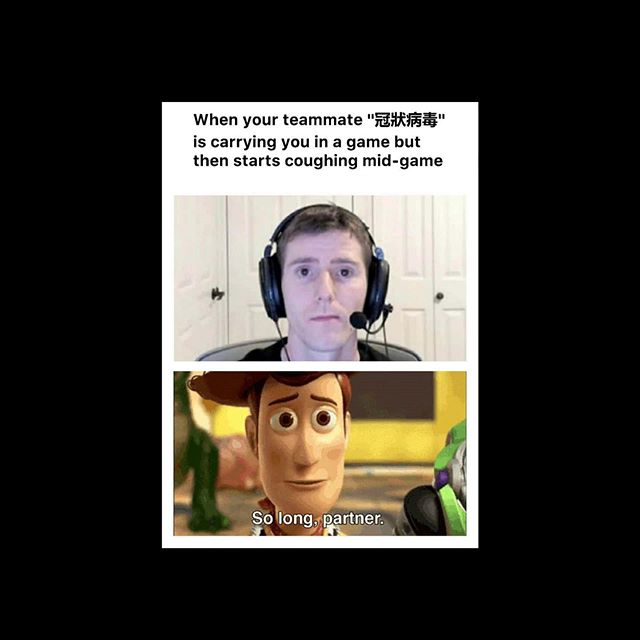 When your teammate "冠狀病毒"
is carrying you in a game but
then starts coughing mid-game
So long, partner.